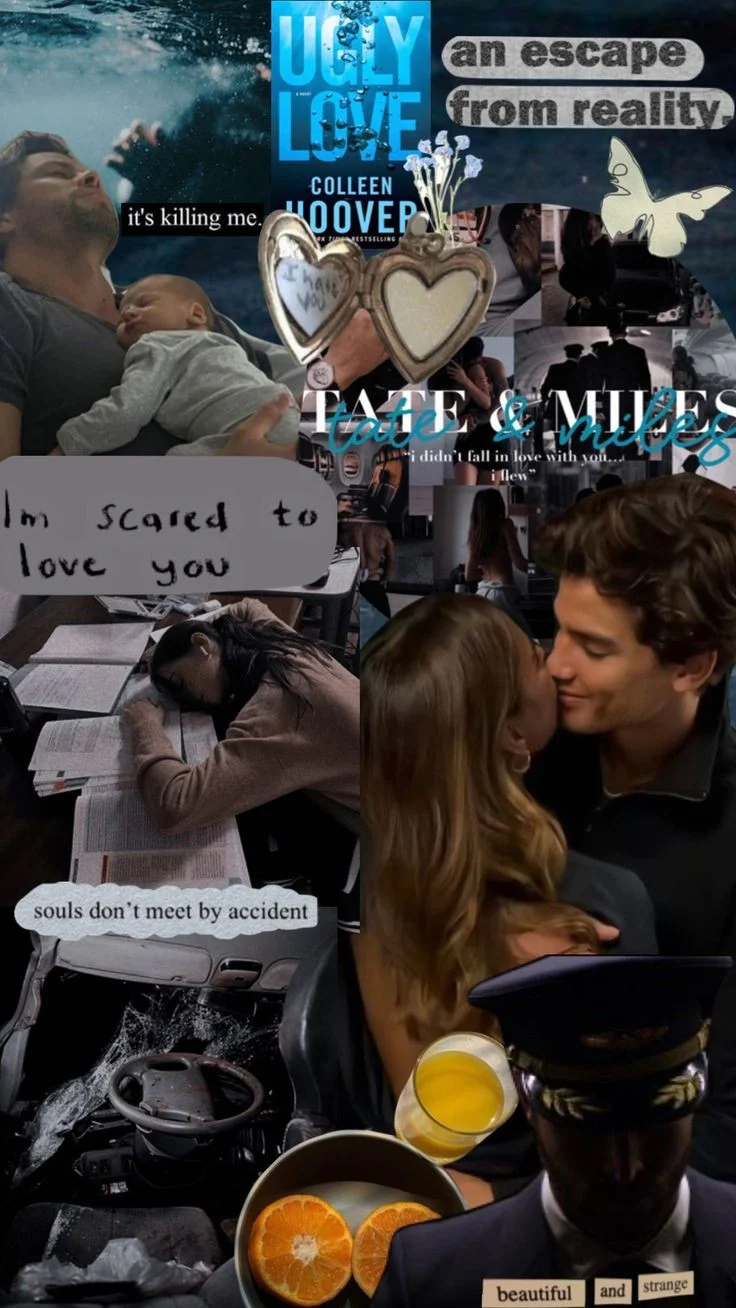 UGLY
LOVE
A NOVEL
COLLEEN
HOOVER
an escape
from reality.
it's killing me.
I hate
you
TATE & MILES
tate & miles
“i didn’t fall in love with you...
i flew”
Im scared to
love you
souls don’t meet by accident
beautiful and strange